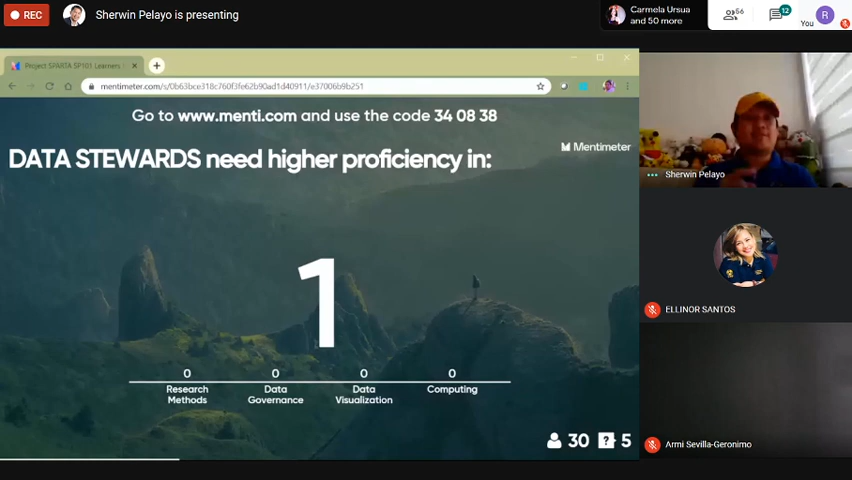 REC
Sherwin Pelayo is presenting
Carmela Ursua
and 50 more
56
12
You
R
Project SPARTA SP101 Learners
mentimeter.com/s/0b63bce318c760f3fe62b90ad1d40911/e37006b9b251
Go to www.menti.com and use the code 34 08 38
Mentimeter
DATA STEWARDS need higher proficiency in:
1
0 0 0 0
Research Methods
Data Governance
Data Visualization
Computing
30
5
Sherwin Pelayo
ELLINOR SANTOS
Armi Sevilla-Geronimo